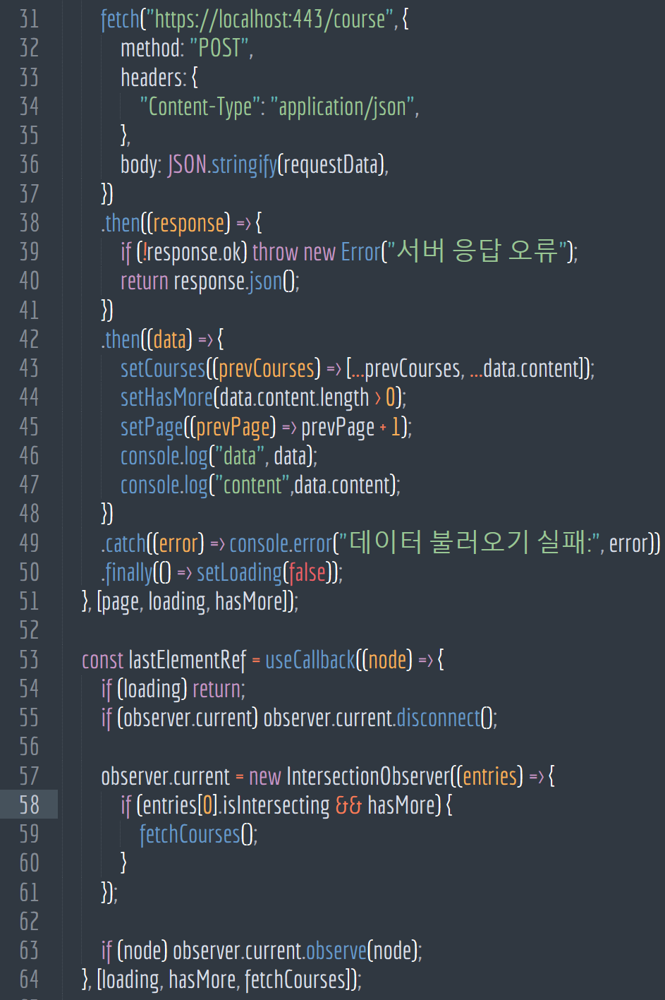 31 fetch("https://localhost:443/course", {
32 method: "POST",
33 headers: {
34 "Content-Type": "application/json",
35 },
36 body: JSON.stringify(requestData),
37 })
38 .then((response) => {
39 if (!response.ok) throw new Error("서버 응답 오류");
40 return response.json();
41 })
42 .then((data) => {
43 setCourses((prevCourses) => [...prevCourses, ...data.content]);
44 setHasMore(data.content.length > 0);
45 setPage((prevPage) => prevPage + 1);
46 console.log("data", data);
47 console.log("content",data.content);
48 })
49 .catch((error) => console.error("데이터 불러오기 실패:", error))
50 .finally(() => setLoading(false));
51 }, [page, loading, hasMore]);
52
53 const lastElementRef = useCallback((node) => {
54 if (loading) return;
55 if (observer.current) observer.current.disconnect();
56
57 observer.current = new IntersectionObserver((entries) => {
58 if (entries[0].isIntersecting && hasMore) {
59 fetchCourses();
60 }
61 });
62
63 if (node) observer.current.observe(node);
64 }, [loading, hasMore, fetchCourses]);